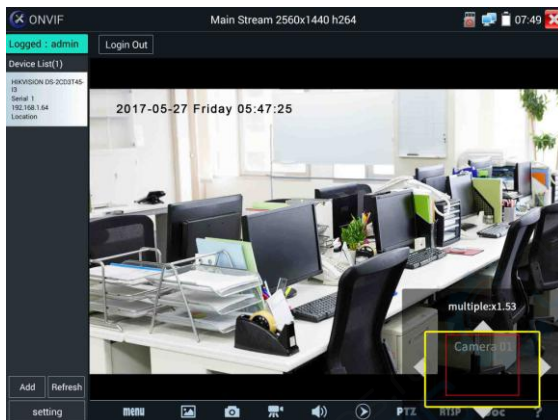 ONVIF
Main Stream 2560x1440 h264
07:49
Logged : admin
Login Out
Device List(1)
HIKVISION DS-2CD3T45-
I3
Serial 1
192.168.1.64
Location
2017-05-27 Friday 05:47:25
multiple:x1.53
Camera 01
Add
Refresh
setting
menu
PTZ
RTSP